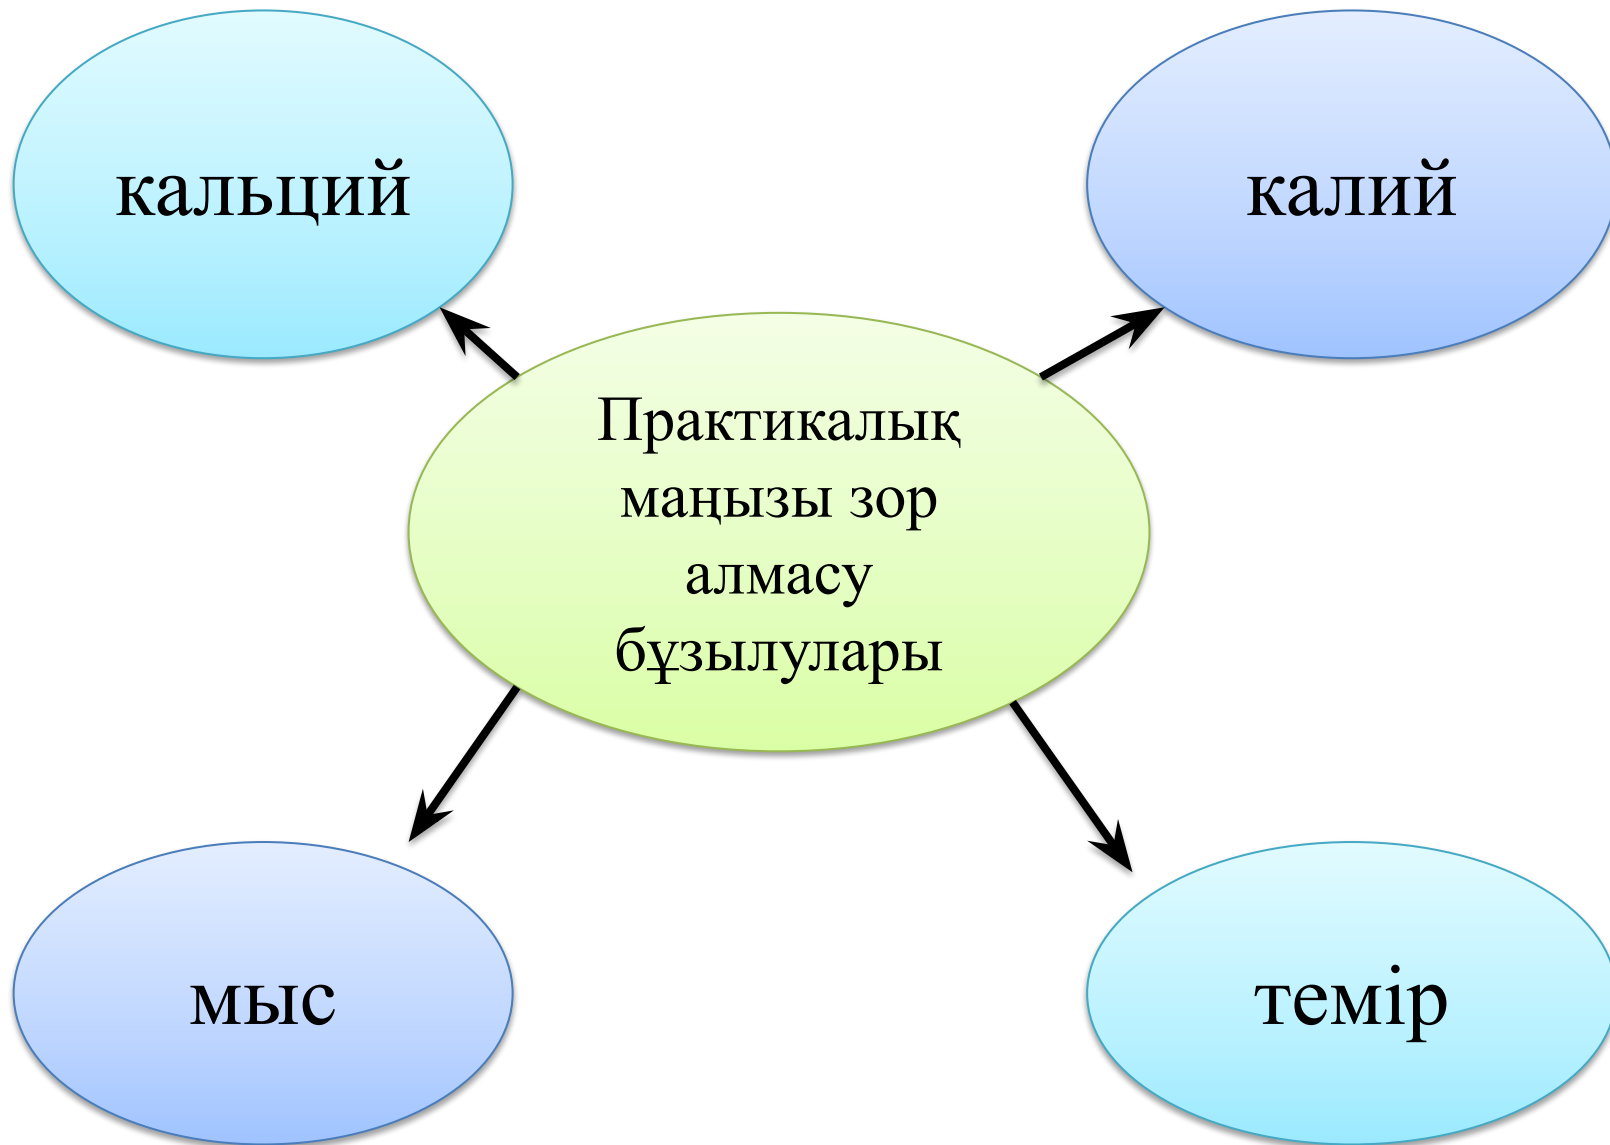 кальций
калий
Практикалық
маңызы зор
алмасу
бұзылулары
мыс
темір